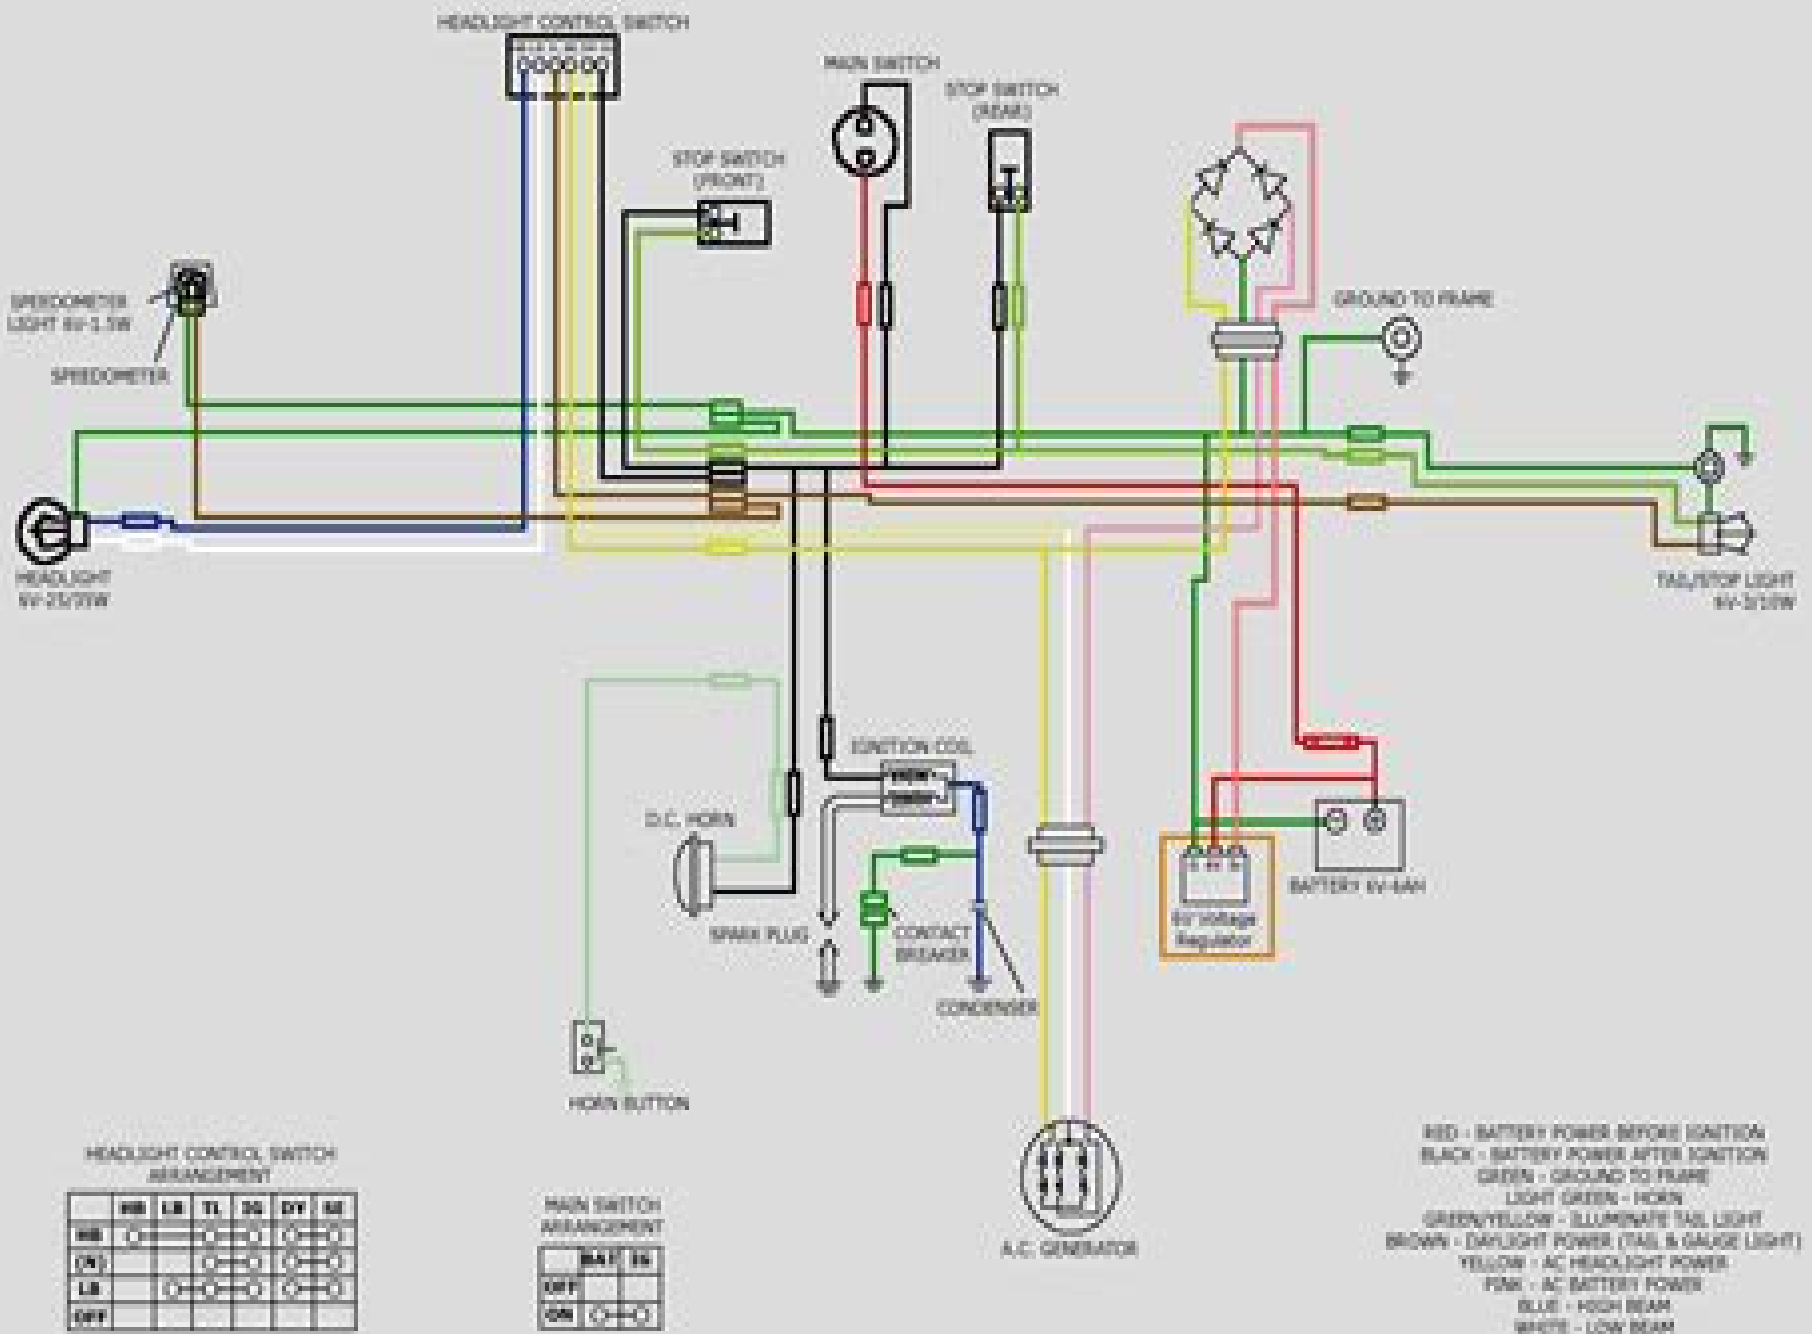 HEADLIGHT CONTROL SWITCH
MAIN SWITCH
STOP SWITCH
(REAR)
STOP SWITCH
(FRONT)
SPEEDOMETER
LIGHT 6V-1.5W
SPEEDOMETER
GROUND TO FRAME
HEADLIGHT
6V-25/35W
TAIL/STOP LIGHT
6V-3/10W
IGNITION COIL
D.C. HORN
SPARK PLUG
CONTACT
BREAKER
CONDENSER
BATTERY 6V-4AH
6V Voltage
Regulator
HORN BUTTON
A.C. GENERATOR
HEADLIGHT CONTROL SWITCH
ARRANGEMENT
HB LB TL IG DY SE
HB
(N)
LB
OFF
MAIN SWITCH
ARRANGEMENT
BAT IG
OFF
ON
RED - BATTERY POWER BEFORE IGNITION
BLACK - BATTERY POWER AFTER IGNITION
GREEN - GROUND TO FRAME
LIGHT GREEN - HORN
GREEN/YELLOW - ILLUMINATE TAIL LIGHT
BROWN - DAYLIGHT POWER (TAIL & GAUGE LIGHT)
YELLOW - AC HEADLIGHT POWER
PINK - AC BATTERY POWER
BLUE - HIGH BEAM
WHITE - LOW BEAM